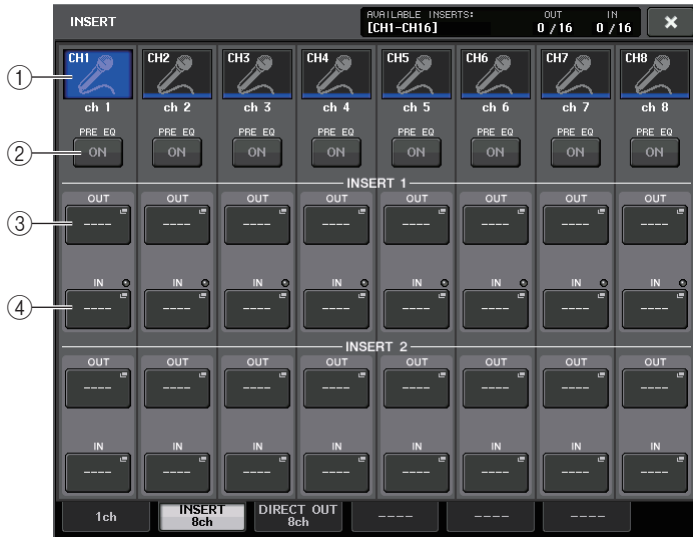 INSERT
AVAILABLE INSERTS: OUT IN
[CH1-CH16] 0 / 16 0 / 16
CH1 CH2 CH3 CH4 CH5 CH6 CH7 CH8
1
ch 1 ch 2 ch 3 ch 4 ch 5 ch 6 ch 7 ch 8
PRE EQ PRE EQ PRE EQ PRE EQ PRE EQ PRE EQ PRE EQ PRE EQ
2 ON ON ON ON ON ON ON ON
INSERT 1
OUT OUT OUT OUT OUT OUT OUT OUT
3 ---- ---- ---- ---- ---- ---- ---- ----
IN IN IN IN IN IN IN IN
4 ---- ---- ---- ---- ---- ---- ---- ----
INSERT 2
OUT OUT OUT OUT OUT OUT OUT OUT
---- ---- ---- ---- ---- ---- ---- ----
IN IN IN IN IN IN IN IN
---- ---- ---- ---- ---- ---- ---- ----
1ch INSERT 8ch DIRECT OUT 8ch ---- ---- ----